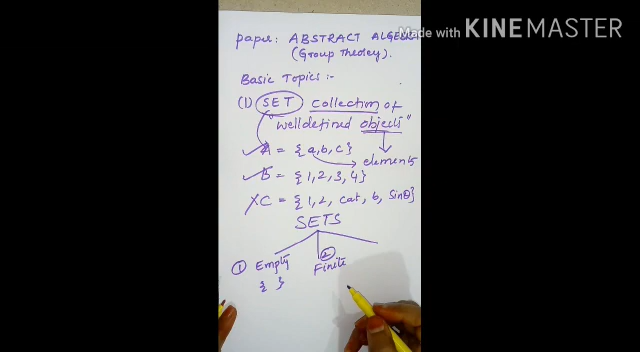 Made with KINEMASTER
paper: ABSTRACT ALGEBRA
(Group Theory).
Basic Topics :-
(1) SET collection of
"welldefined objects"
A = {a,b,c}
elements
B = {1,2,3,4}
XC = {1,2, cat, 6, Sinθ}
SETS
① Empty
② Finite
{ }